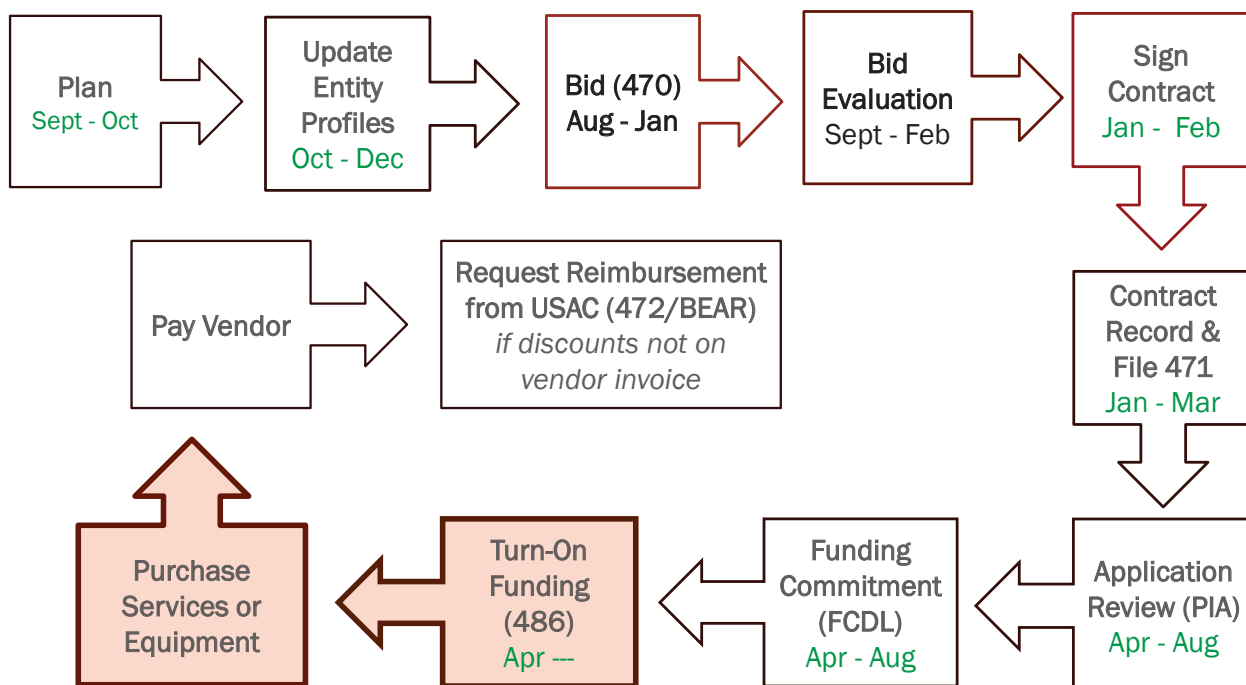 Plan
Sept - Oct
Update
Entity
Profiles
Oct - Dec
Bid (470)
Aug - Jan
Bid
Evaluation
Sept - Feb
Sign
Contract
Jan - Feb
Contract
Record &
File 471
Jan - Mar
Application
Review (PIA)
Apr - Aug
Funding
Commitment
(FCDL)
Apr - Aug
Turn-On
Funding
(486)
Apr ---
Purchase
Services or
Equipment
Pay Vendor
Request Reimbursement
from USAC (472/BEAR)
if discounts not on
vendor invoice